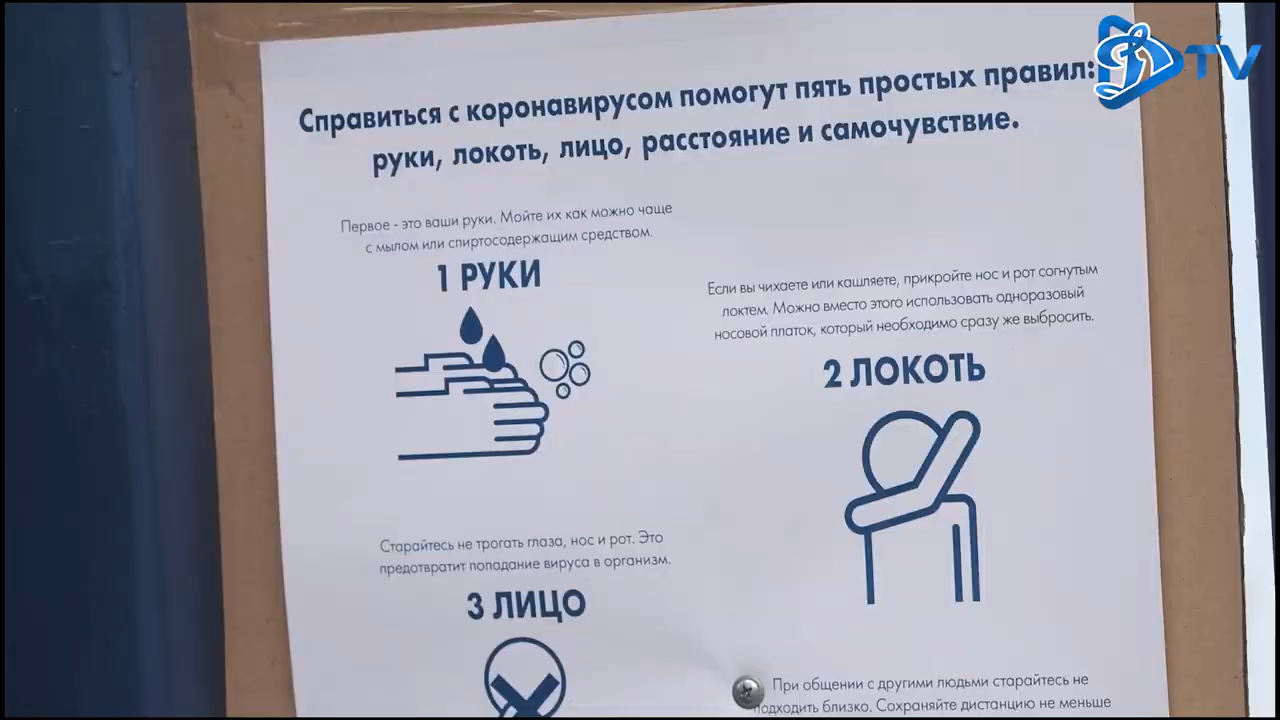 TV
Справиться с коронавирусом помогут пять простых правил:
руки, локоть, лицо, расстояние и самочувствие.
Первое - это ваши руки. Мойте их как можно чаще
с мылом или спиртосодержащим средством.
1 РУКИ
Если вы чихаете или кашляете, прикройте нос и рот согнутым
локтем. Можно вместо этого использовать одноразовый
носовой платок, который необходимо сразу же выбросить.
2 ЛОКОТЬ
Старайтесь не трогать глаза, нос и рот. Это
предотвратит попадание вируса в организм.
3 ЛИЦО
При общении с другими людьми старайтесь не
подходить близко. Сохраняйте дистанцию не меньше